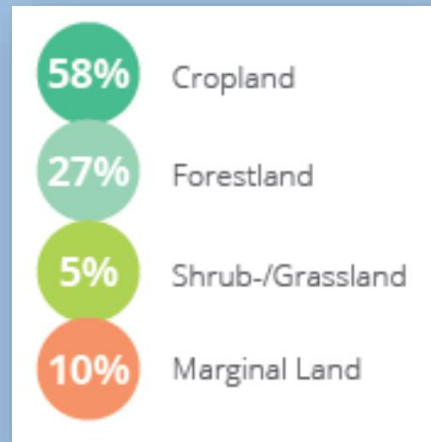 58% Cropland
27% Forestland
5% Shrub-/Grassland
10% Marginal Land